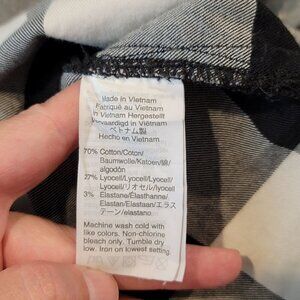 Made in Vietnam
Fabriqué au Vietnam
in Vietnam Hergestellt
Vervaardigd in Viêtnam
ベトナム製
Hecho en Vietnam
70% Cotton/Coton/
Baumwolle/Katoen/綿/
algodón
27% Lyocell/Lyocell/Lyocell/
Lyocell/リオセル/lyocell
3% Elastane/Élasthanne/
Elastan/Elastaan/エラス
テーン/elastano
Machine wash cold with
like colors. Non-chlorine
bleach only. Tumble dry
low. Iron on lowest setting.